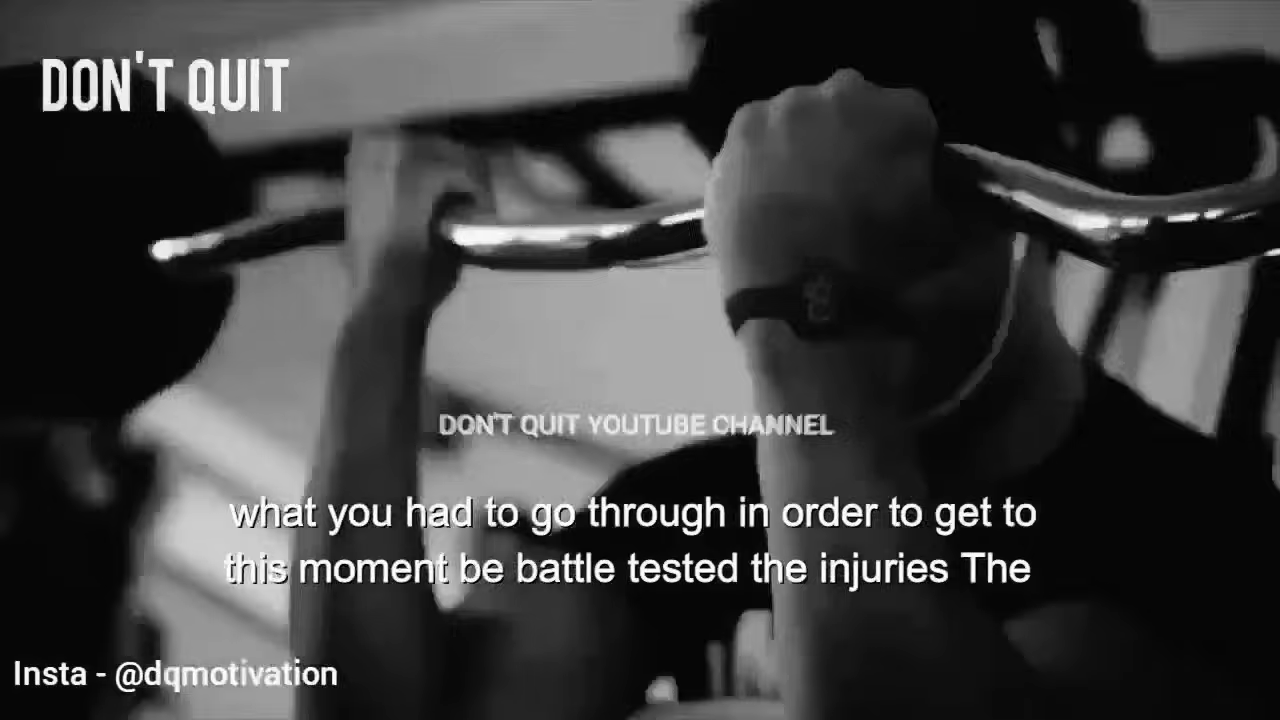 DON'T QUIT
DON'T QUIT YOUTUBE CHANNEL
what you had to go through in order to get to
this moment be battle tested the injuries The
Insta - @dqmotivation